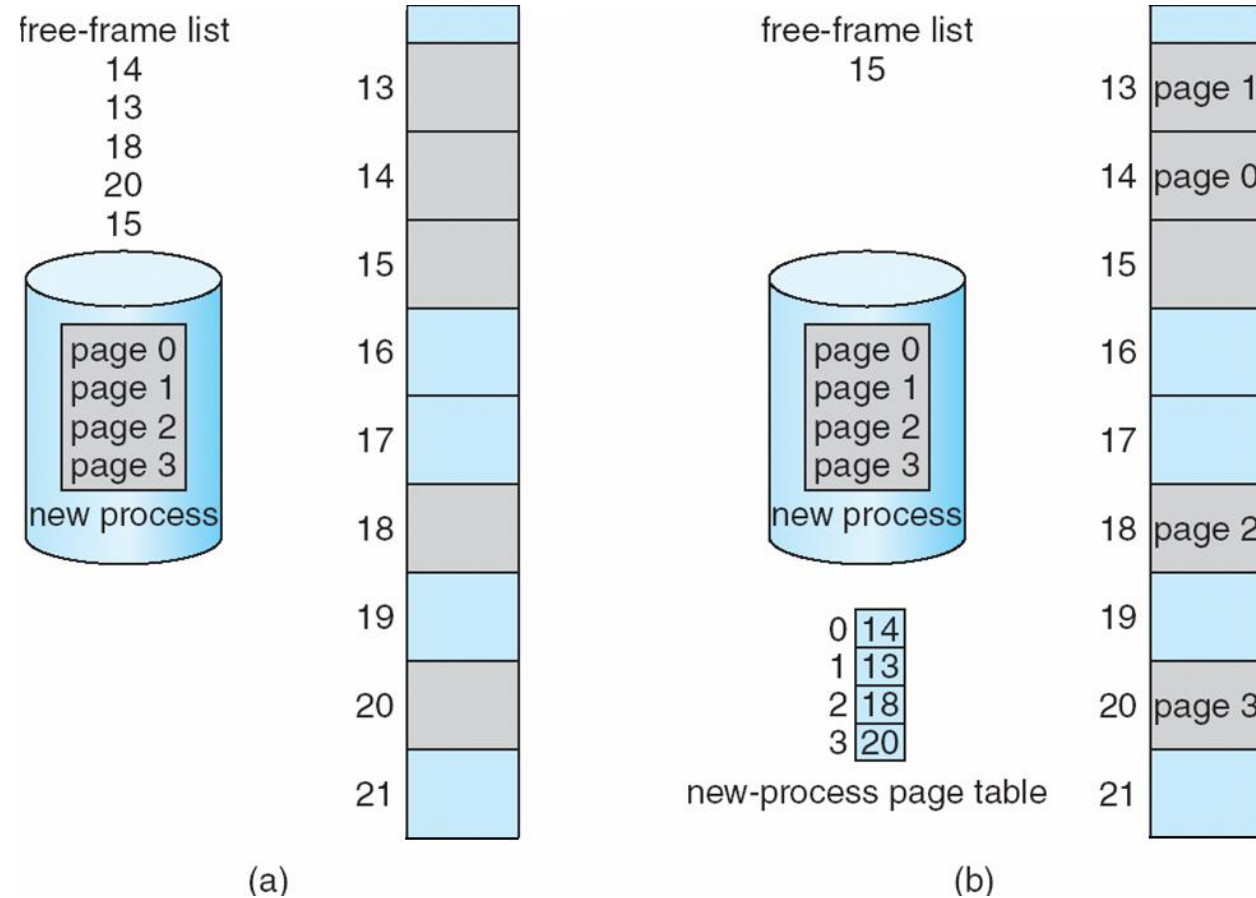 free-frame list
14
13
18
20
15
page 0
page 1
page 2
page 3
new process
13
14
15
16
17
18
19
20
21
(a)
free-frame list
15
page 0
page 1
page 2
page 3
new process
0 14
1 13
2 18
3 20
new-process page table
13 page 1
14 page 0
15
16
17
18 page 2
19
20 page 3
21
(b)